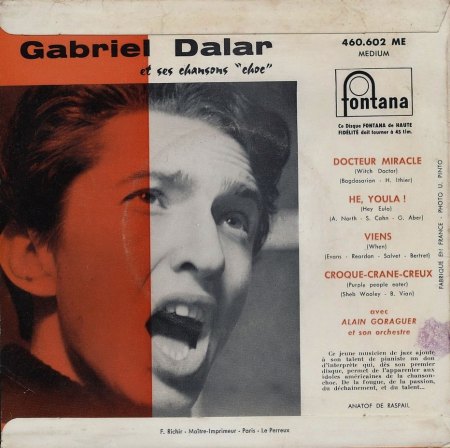 Gabriel Dalar
et ses chansons "choc"
460.602 ME
MEDIUM
fontana
Ce Disque FONTANA de HAUTE
FIDÉLITÉ doit tourner à 45 t/m.
DOCTEUR MIRACLE
(Witch Doctor)
(Bagdasarian - H. Ithier)
HE, YOULA !
(Hey Eula)
(A. North - S. Cahn - G. Aber)
VIENS
(When)
(Evans - Reardon - Salvet - Bertret)
CROQUE-CRANE-CREUX
(Purple people eater)
(Sheb Wooley - B. Vian)
avec
ALAIN GORAGUER
et son orchestre
Ce jeune musicien de jazz ajoute
à son talent de pianiste un don
d'interprète qui, dès son premier
disque, permet de l'apparenter aux
idoles américaines de la chanson-
choc. De la fougue, de la passion,
du déchaînement, et du talent...
ANATOF DE RASPAIL
FABRIQUÉ EN FRANCE - PHOTO U. PINTO
F. Richir - Maître-Imprimeur - Paris - Le Perreux